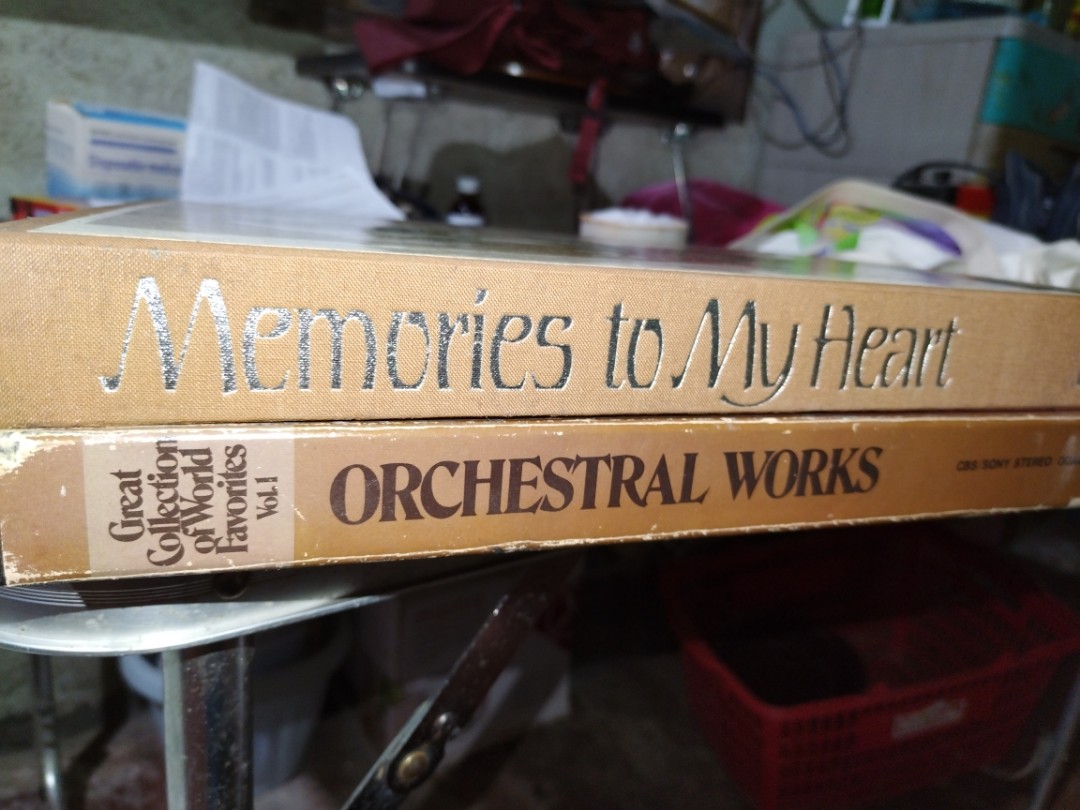 Memories to My Heart
Great
Collection
of World
Favorites
Vol. 1
ORCHESTRAL WORKS
CBS/SONY STEREO